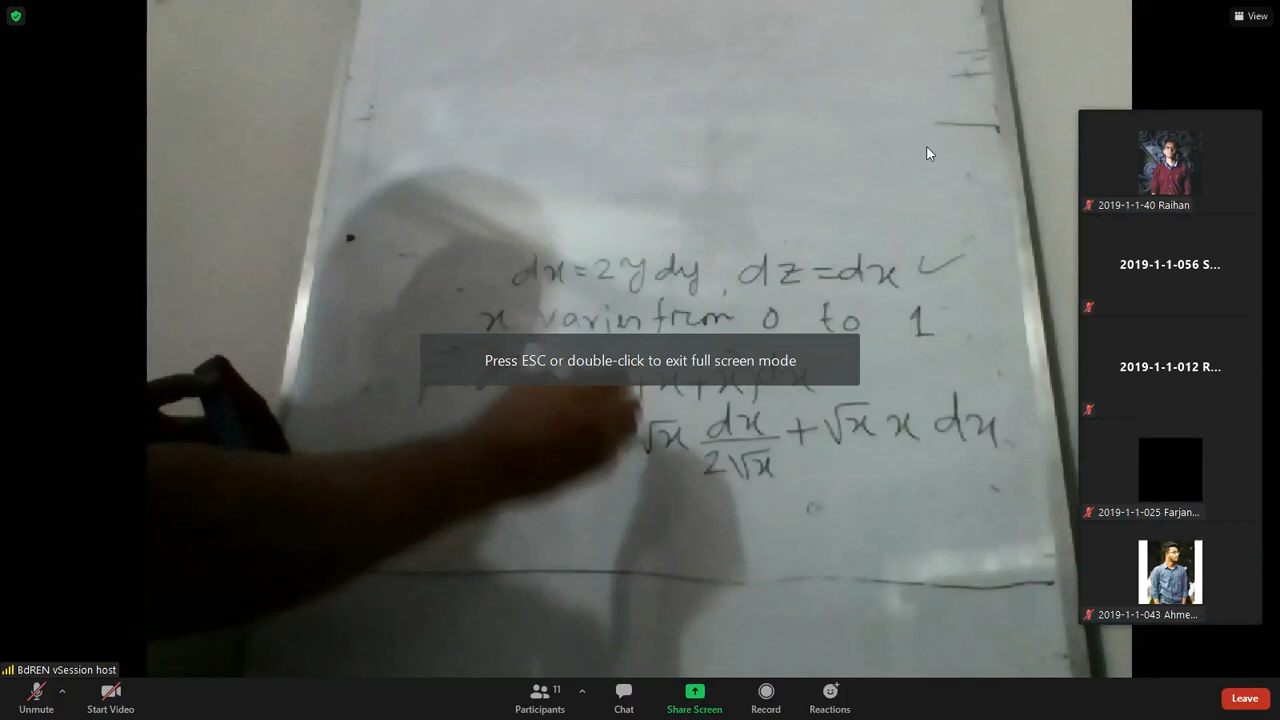 View
2019-1-1-40 Raihan
2019-1-1-056 S...
2019-1-1-012 R...
2019-1-1-025 Farjan...
2019-1-1-043 Ahme...
dx = 2y dy, dz = dx ✓
x varies from 0 to 1
Press ESC or double-click to exit full screen mode
√x dx/2√x + √x x dx
BdREN vSession host
Unmute
Start Video
Participants
11
Chat
Share Screen
Record
Reactions
Leave